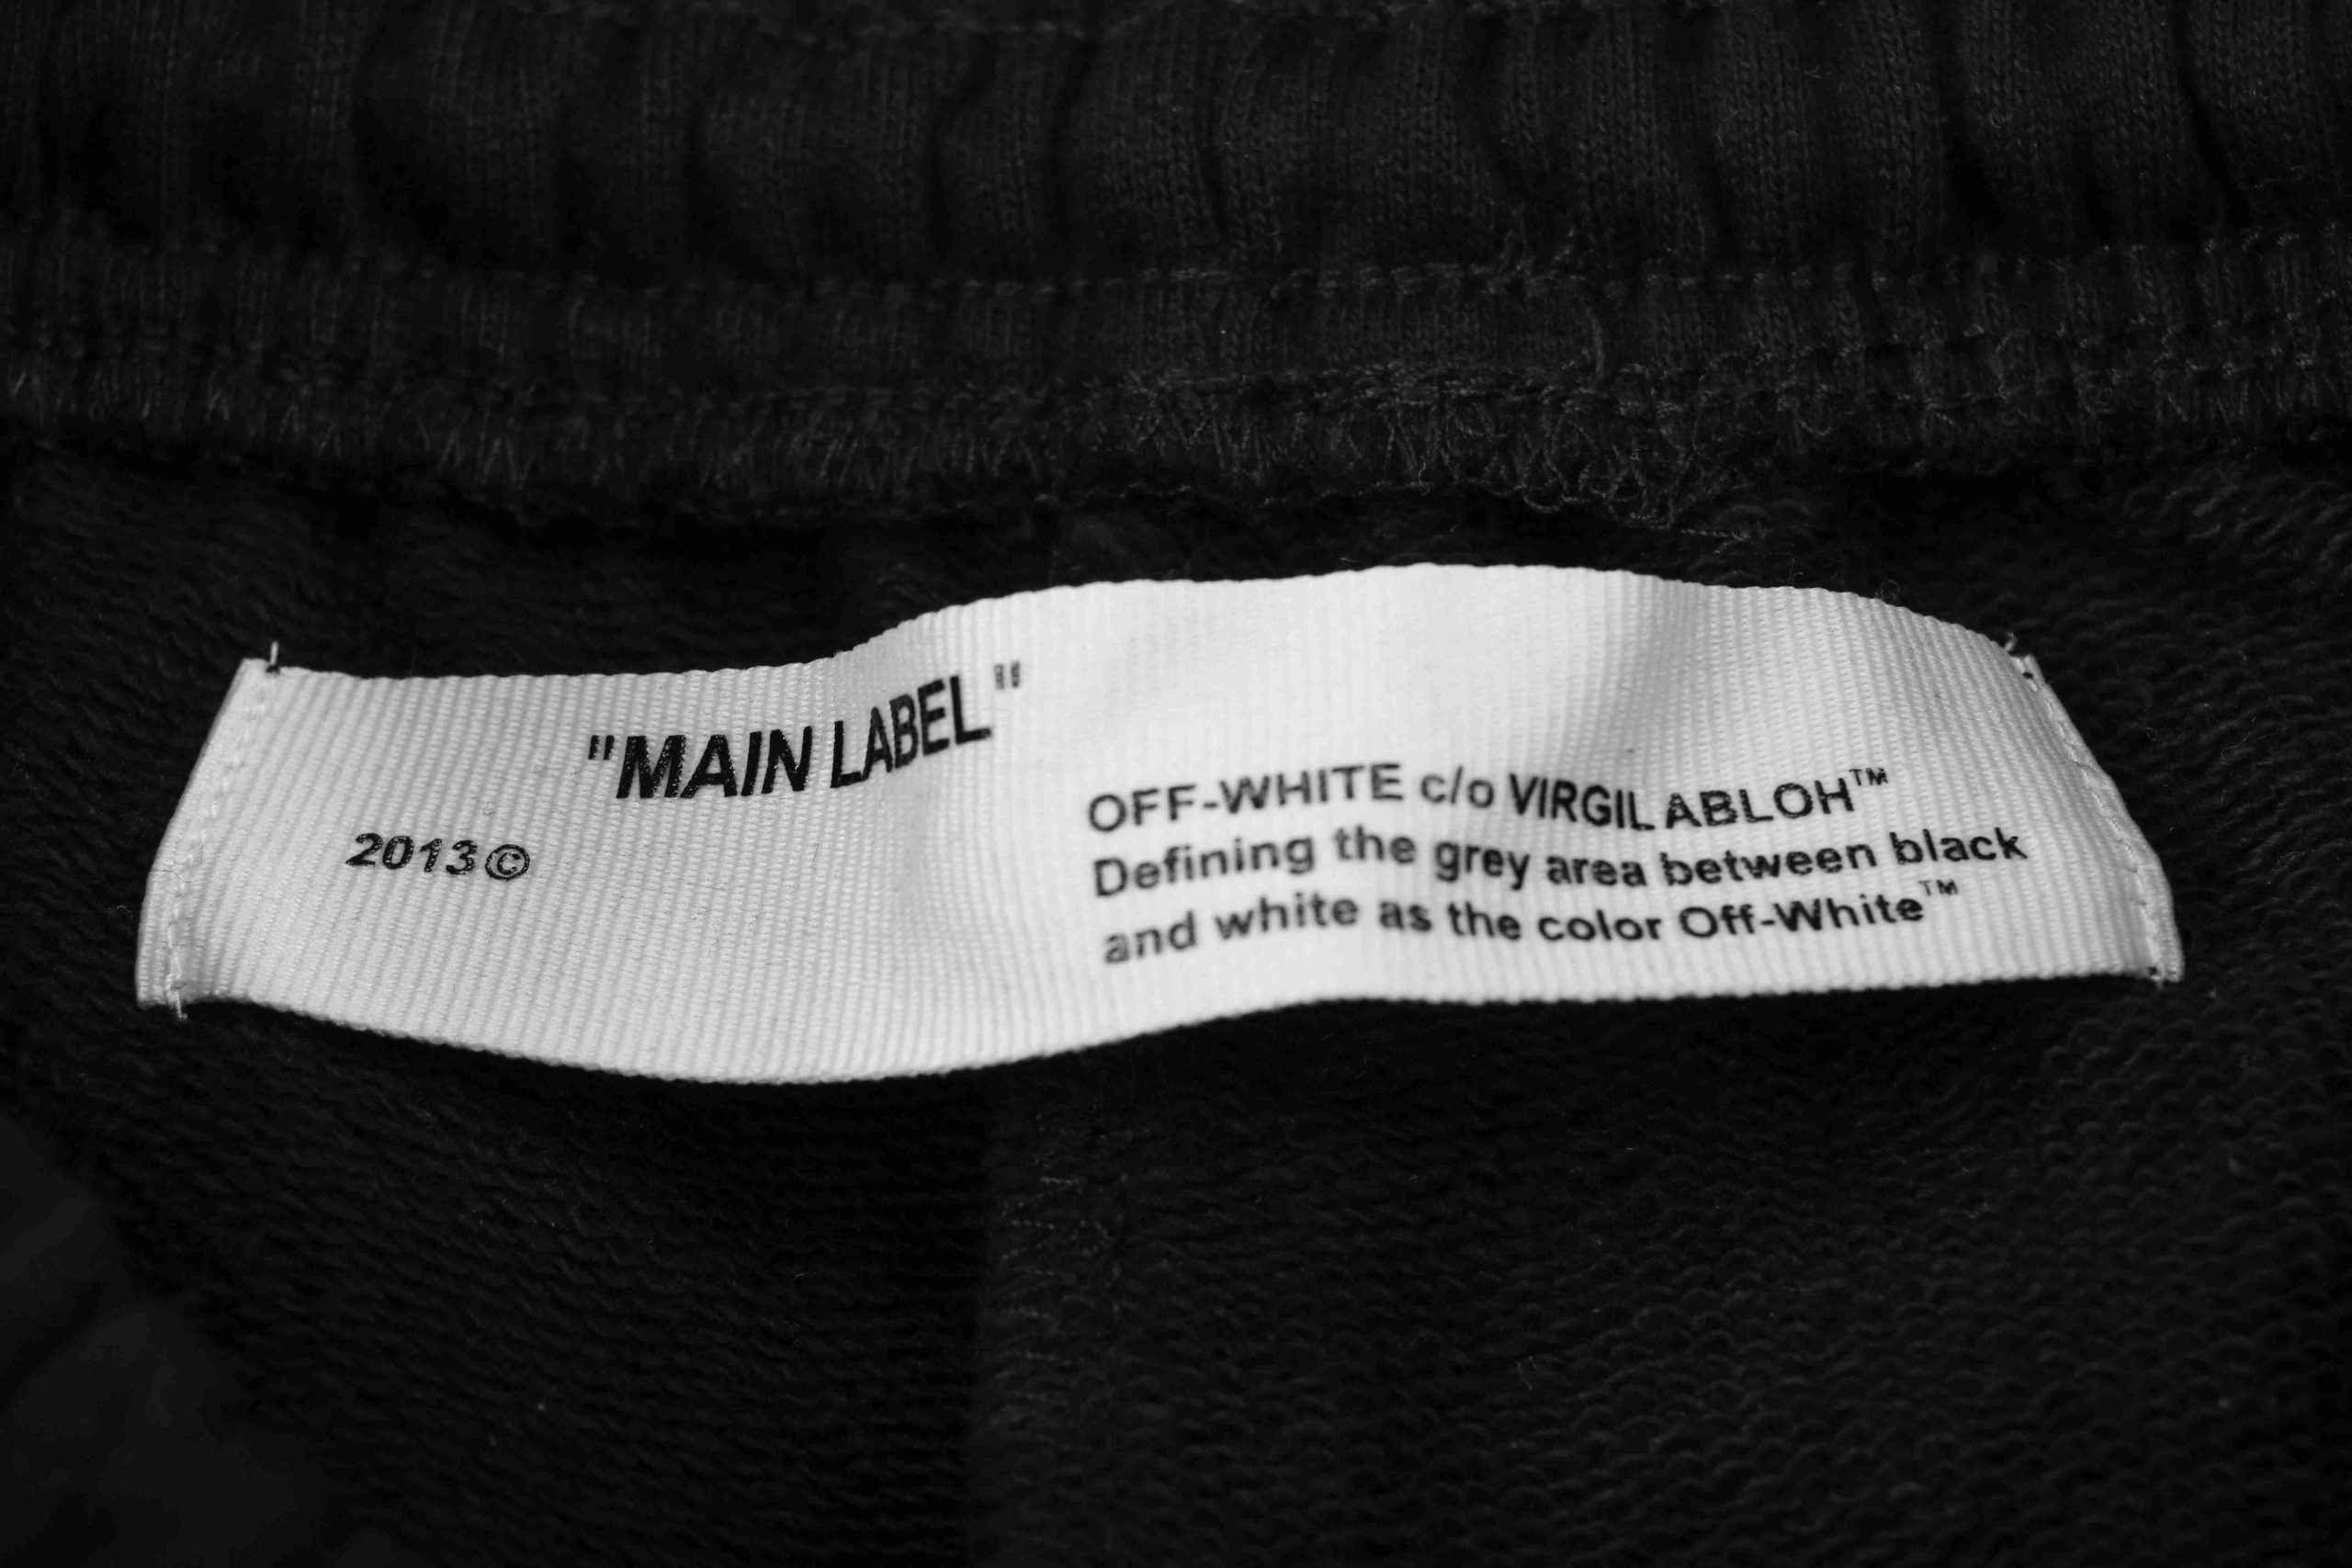 "MAIN LABEL"
2013©
OFF-WHITE c/o VIRGIL ABLOH™
Defining the grey area between black
and white as the color Off-White™